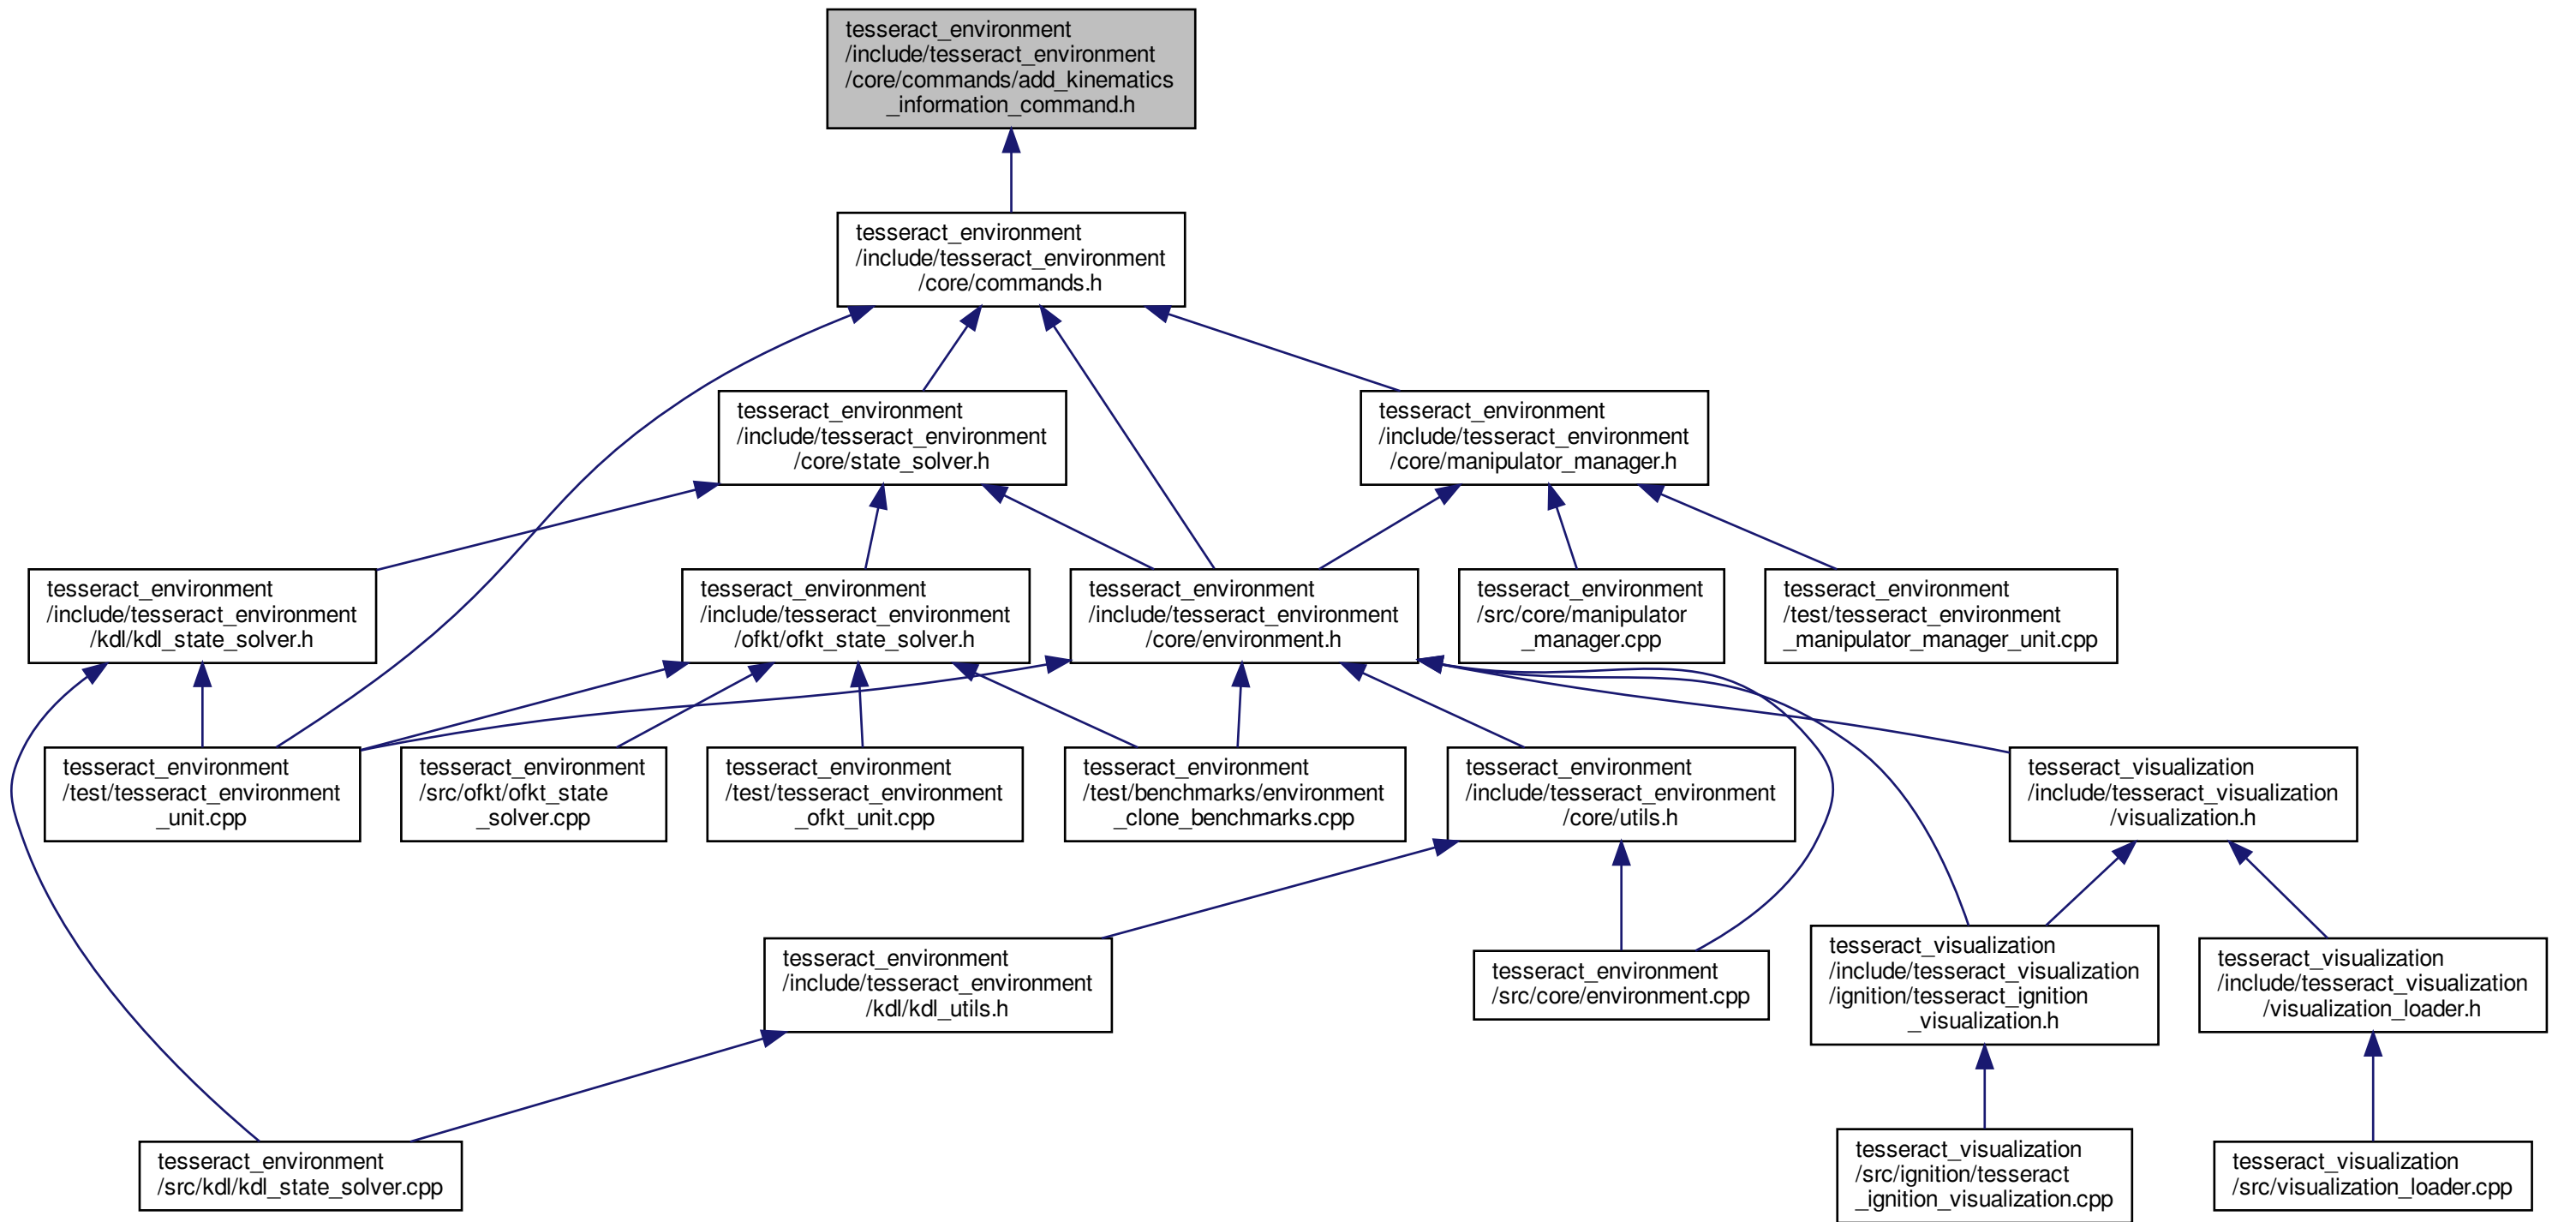 tesseract_environment
/include/tesseract_environment
/core/commands/add_kinematics
_information_command.h
tesseract_environment
/include/tesseract_environment
/core/commands.h
tesseract_environment
/include/tesseract_environment
/core/state_solver.h
tesseract_environment
/include/tesseract_environment
/core/manipulator_manager.h
tesseract_environment
/include/tesseract_environment
/kdl/kdl_state_solver.h
tesseract_environment
/include/tesseract_environment
/ofkt/ofkt_state_solver.h
tesseract_environment
/include/tesseract_environment
/core/environment.h
tesseract_environment
/src/core/manipulator
_manager.cpp
tesseract_environment
/test/tesseract_environment
_manipulator_manager_unit.cpp
tesseract_environment
/test/tesseract_environment
_unit.cpp
tesseract_environment
/src/ofkt/ofkt_state
_solver.cpp
tesseract_environment
/test/tesseract_environment
_ofkt_unit.cpp
tesseract_environment
/test/benchmarks/environment
_clone_benchmarks.cpp
tesseract_environment
/include/tesseract_environment
/core/utils.h
tesseract_visualization
/include/tesseract_visualization
/visualization.h
tesseract_environment
/include/tesseract_environment
/kdl/kdl_utils.h
tesseract_environment
/src/core/environment.cpp
tesseract_visualization
/include/tesseract_visualization
/ignition/tesseract_ignition
_visualization.h
tesseract_visualization
/include/tesseract_visualization
/visualization_loader.h
tesseract_environment
/src/kdl/kdl_state_solver.cpp
tesseract_visualization
/src/ignition/tesseract
_ignition_visualization.cpp
tesseract_visualization
/src/visualization_loader.cpp